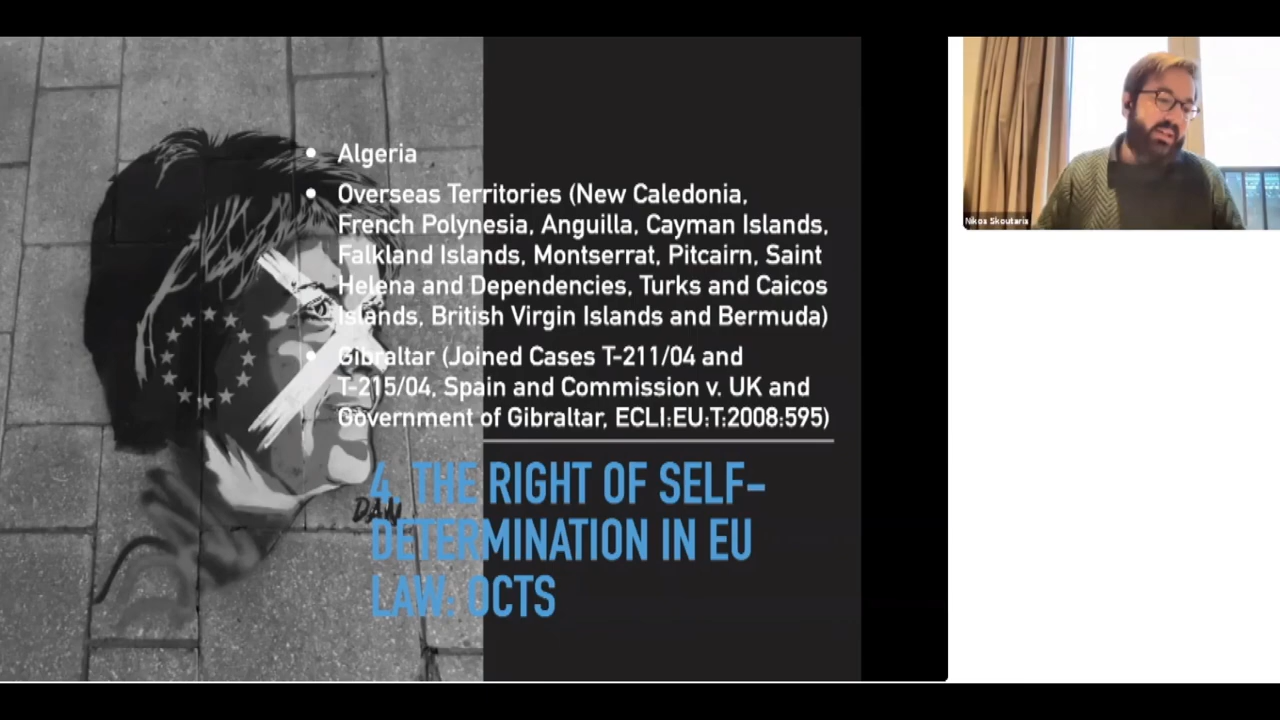 • Algeria
• Overseas Territories (New Caledonia,
French Polynesia, Anguilla, Cayman Islands,
Falkland Islands, Montserrat, Pitcairn, Saint
Helena and Dependencies, Turks and Caicos
Islands, British Virgin Islands and Bermuda)
• Gibraltar (Joined Cases T-211/04 and
T-215/04, Spain and Commission v. UK and
Government of Gibraltar, ECLI:EU:T:2008:595)
4. THE RIGHT OF SELF-
DETERMINATION IN EU
LAW: OCTS
DAN
Nikos Skoutaris